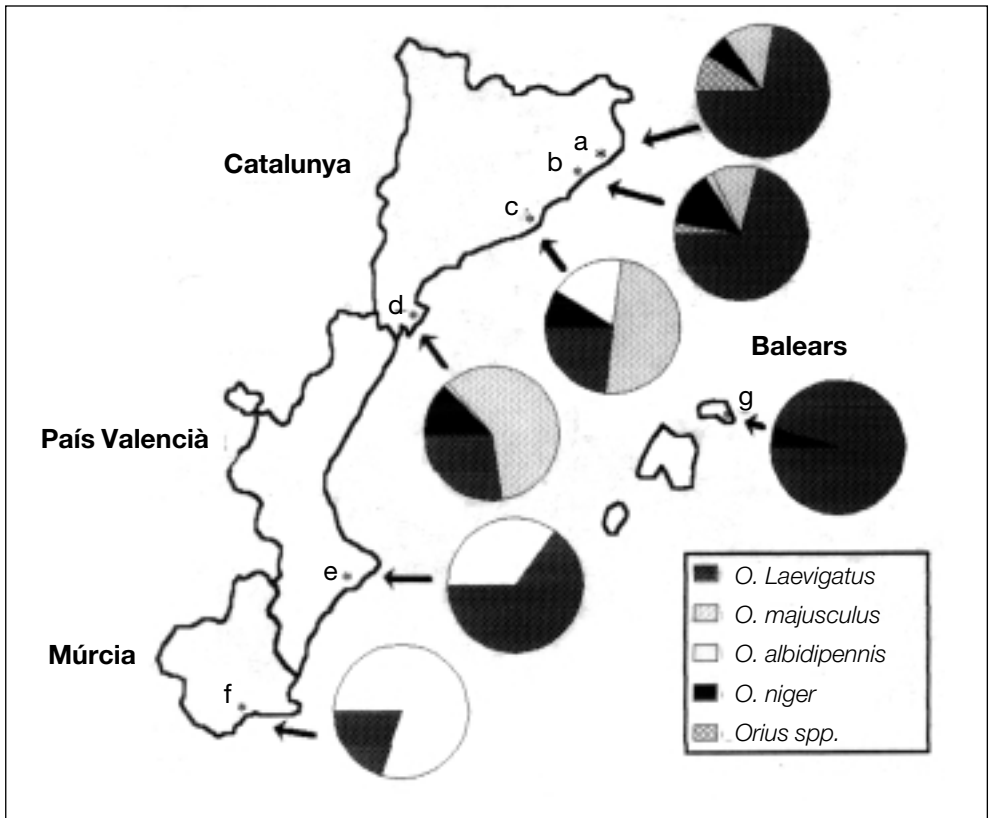 Catalunya
a
b
c
d
Balears
g
País Valencià
e
Múrcia
f
O. Laevigatus
O. majusculus
O. albidipennis
O. niger
Orius spp.